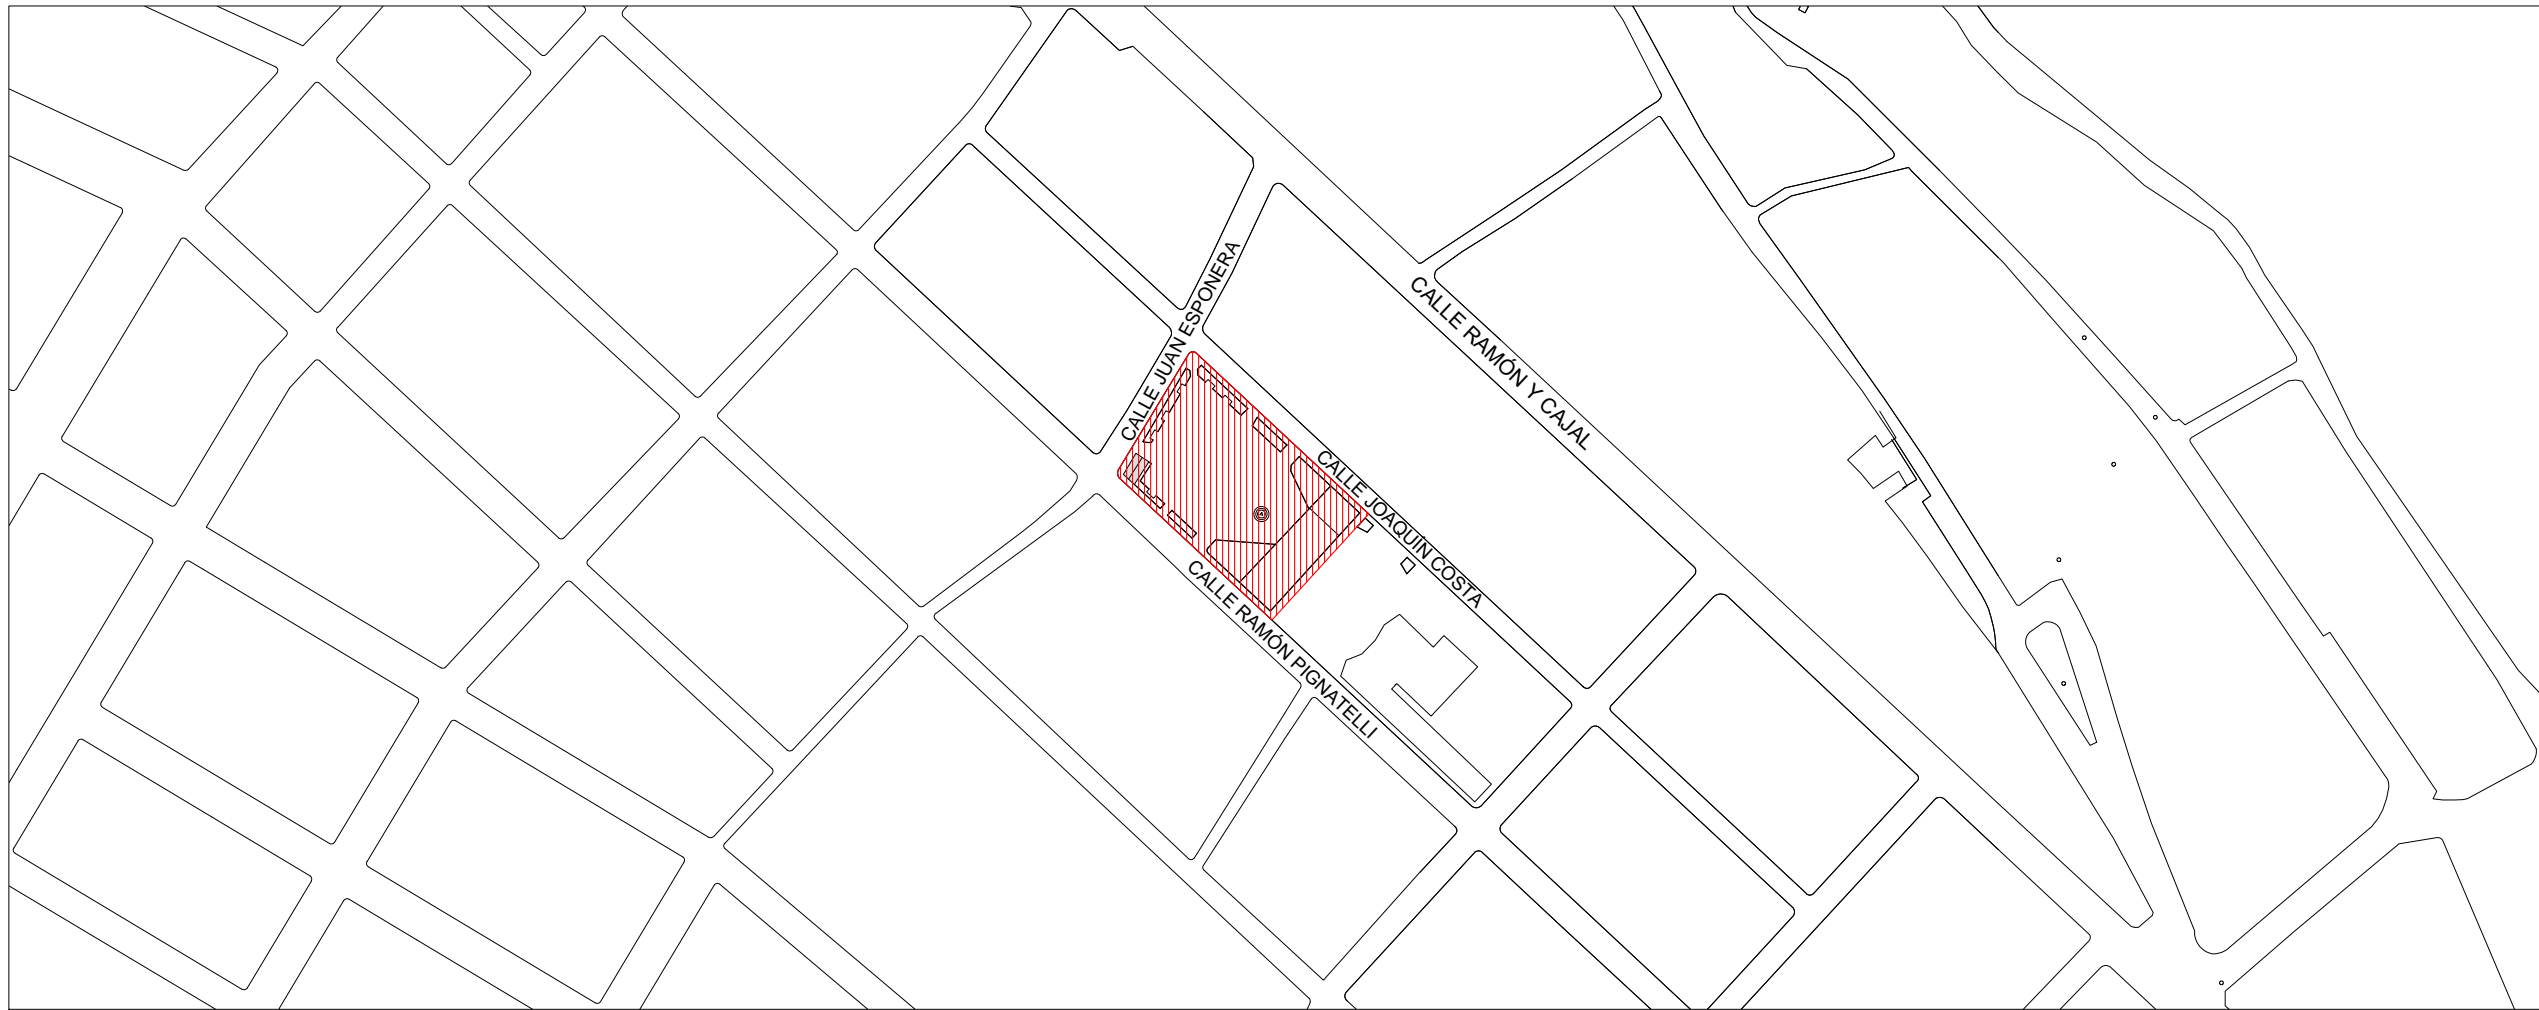 CALLE JUAN ESPONERA
CALLE RAMÓN Y CAJAL
CALLE JOAQUÍN COSTA
CALLE RAMÓN PIGNATELLI